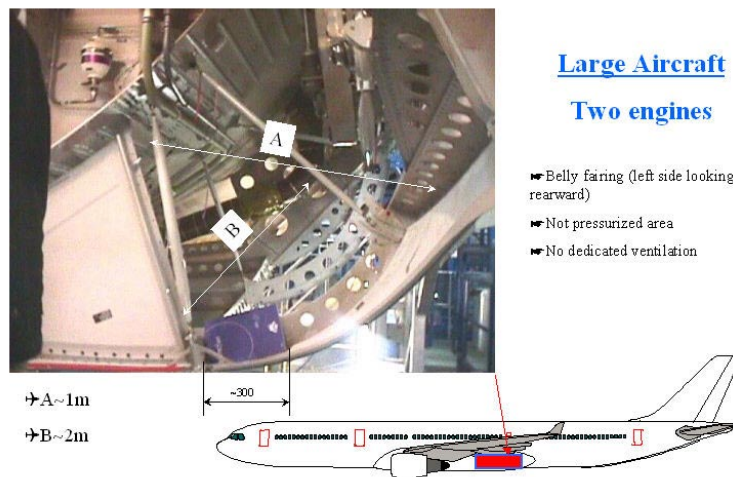 Large Aircraft
Two engines
A
B
☛Belly fairing (left side looking
rearward)
☛Not pressurized area
☛No dedicated ventilation
~300
✈A~1m
✈B~2m